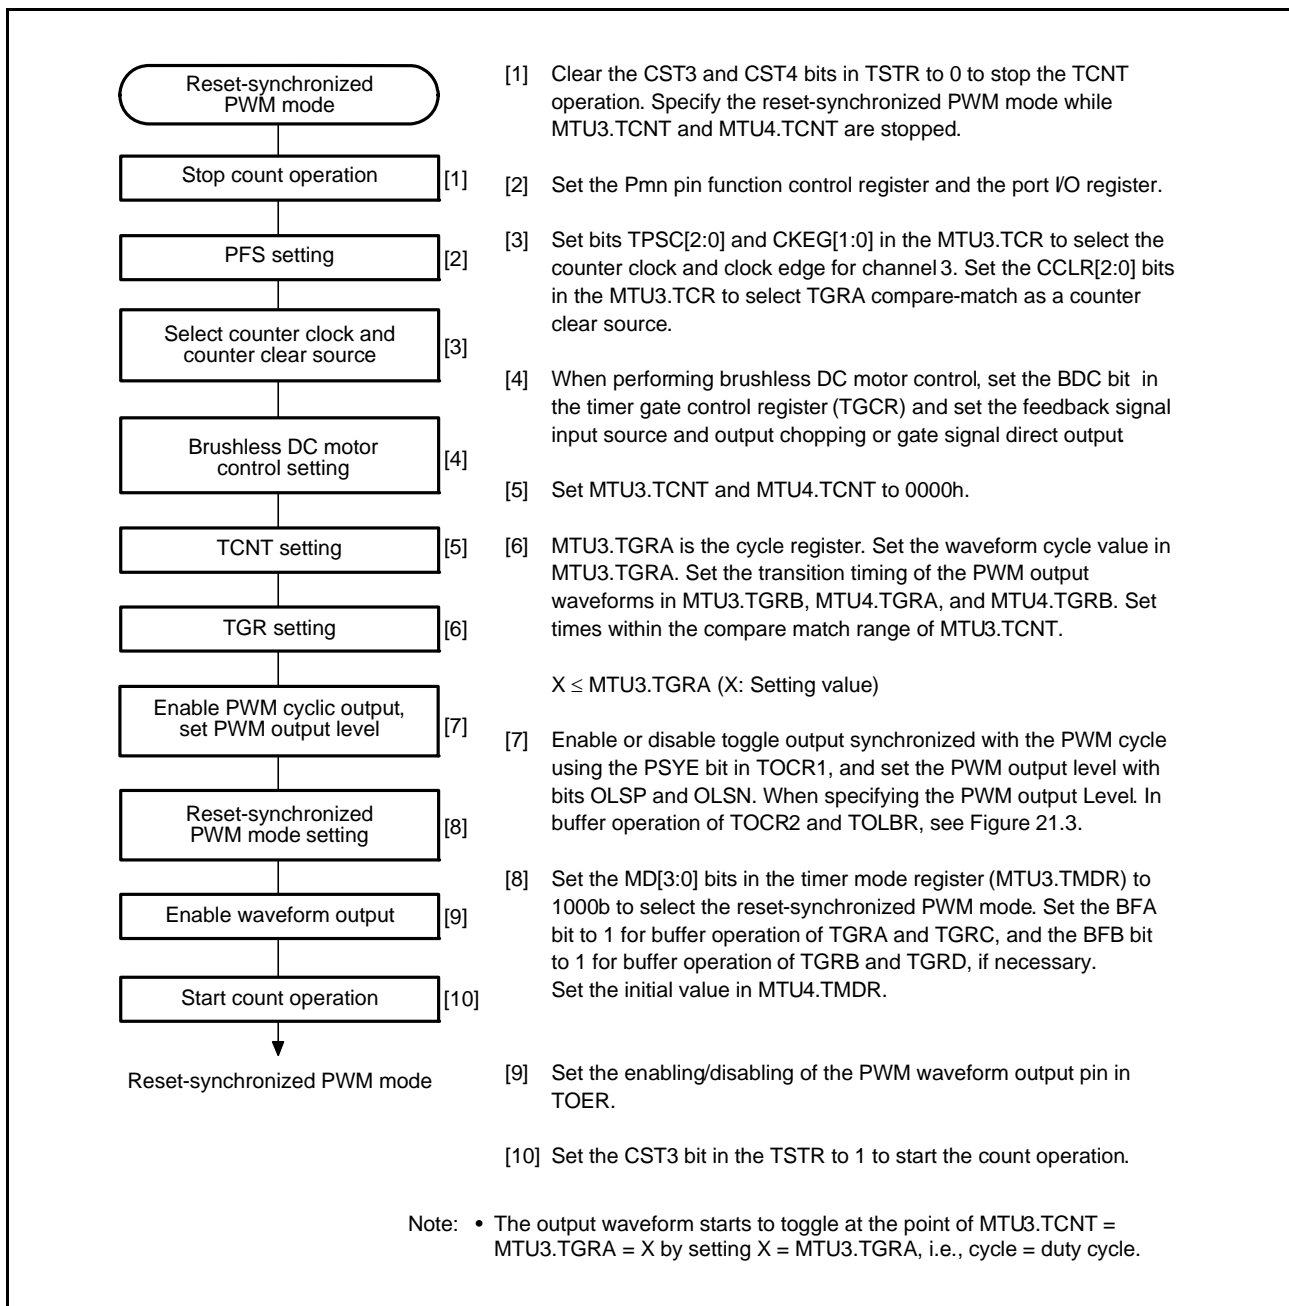 Reset-synchronized
PWM mode
Stop count operation
[1]
PFS setting
[2]
Select counter clock and
counter clear source
[3]
Brushless DC motor
control setting
[4]
TCNT setting
[5]
TGR setting
[6]
Enable PWM cyclic output,
set PWM output level
[7]
Reset-synchronized
PWM mode setting
[8]
Enable waveform output
[9]
Start count operation
[10]
Reset-synchronized PWM mode
[1] Clear the CST3 and CST4 bits in TSTR to 0 to stop the TCNT
operation. Specify the reset-synchronized PWM mode while
MTU3.TCNT and MTU4.TCNT are stopped.
[2] Set the Pmn pin function control register and the port I/O register.
[3] Set bits TPSC[2:0] and CKEG[1:0] in the MTU3.TCR to select the
counter clock and clock edge for channel 3. Set the CCLR[2:0] bits
in the MTU3.TCR to select TGRA compare-match as a counter
clear source.
[4] When performing brushless DC motor control, set the BDC bit in
the timer gate control register (TGCR) and set the feedback signal
input source and output chopping or gate signal direct output
[5] Set MTU3.TCNT and MTU4.TCNT to 0000h.
[6] MTU3.TGRA is the cycle register. Set the waveform cycle value in
MTU3.TGRA. Set the transition timing of the PWM output
waveforms in MTU3.TGRB, MTU4.TGRA, and MTU4.TGRB. Set
times within the compare match range of MTU3.TCNT.
X ≤ MTU3.TGRA (X: Setting value)
[7] Enable or disable toggle output synchronized with the PWM cycle
using the PSYE bit in TOCR1, and set the PWM output level with
bits OLSP and OLSN. When specifying the PWM output Level. In
buffer operation of TOCR2 and TOLBR, see Figure 21.3.
[8] Set the MD[3:0] bits in the timer mode register (MTU3.TMDR) to
1000b to select the reset-synchronized PWM mode. Set the BFA
bit to 1 for buffer operation of TGRA and TGRC, and the BFB bit
to 1 for buffer operation of TGRB and TGRD, if necessary.
Set the initial value in MTU4.TMDR.
[9] Set the enabling/disabling of the PWM waveform output pin in
TOER.
[10] Set the CST3 bit in the TSTR to 1 to start the count operation.
Note: • The output waveform starts to toggle at the point of MTU3.TCNT =
MTU3.TGRA = X by setting X = MTU3.TGRA, i.e., cycle = duty cycle.